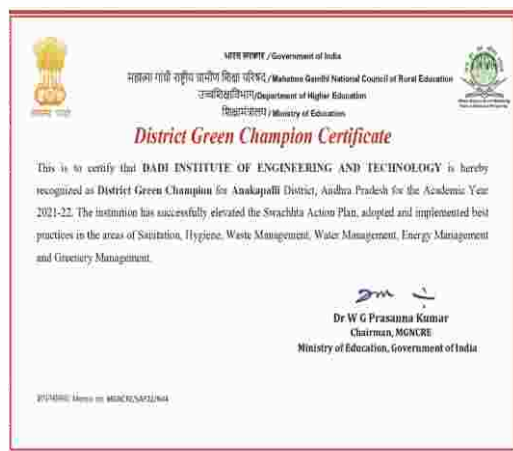 भारत सरकार / Government of India
महात्मा गांधी राष्ट्रीय ग्रामीण शिक्षा परिषद / Mahatma Gandhi National Council of Rural Education
उच्चशिक्षाविभाग/Department of Higher Education
शिक्षामंत्रालय / Ministry of Education
District Green Champion Certificate
This is to certify that DADI INSTITUTE OF ENGINEERING AND TECHNOLOGY is hereby
recognized as District Green Champion for Anakapalli District, Andhra Pradesh for the Academic Year
2021-22. The institution has successfully elevated the Swachhta Action Plan, adopted and implemented best
practices in the areas of Sanitation, Hygiene, Waste Management, Water Management, Energy Management
and Greenery Management.
Dr W G Prasanna Kumar
Chairman, MGNCRE
Ministry of Education, Government of India